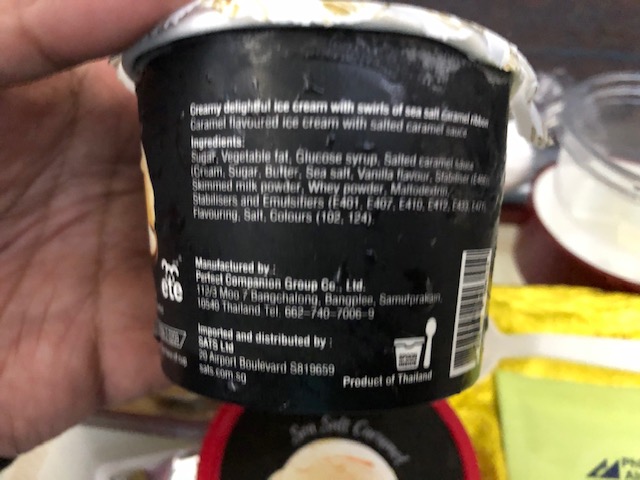 Creamy delightful ice cream with swirls of sea salt Caramel
Caramel flavoured ice cream with salted caramel sauce
Ingredients:
Sugar, Vegetable fat, Glucose syrup, Salted caramel sauce
(Cream, Sugar, Butter, Sea salt, Vanilla flavour, Stabiliser
Skimmed milk powder, Whey powder, Maltodextrin,
Stabilisers and Emulsifiers (E401, E407, E410, E412,
Flavouring, Salt, Colours (102, 124).
ete
Manufactured by :
Perfect Companion Group Co., Ltd.
11/3 Moo 7 Bangchalong, Bangplee, Samutprakan,
10540 Thailand Tel. 662-740-7006-9
Imported and distributed by :
SATS Ltd
20 Airport Boulevard S819659
sats.com.sg
Product of Thailand
Sea Salt Caramel